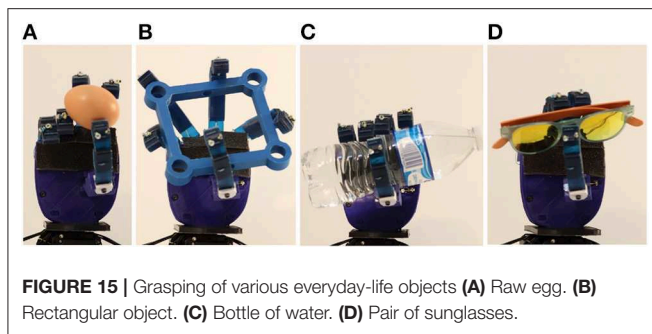 A B C D
FIGURE 15 | Grasping of various everyday-life objects (A) Raw egg. (B)
Rectangular object. (C) Bottle of water. (D) Pair of sunglasses.